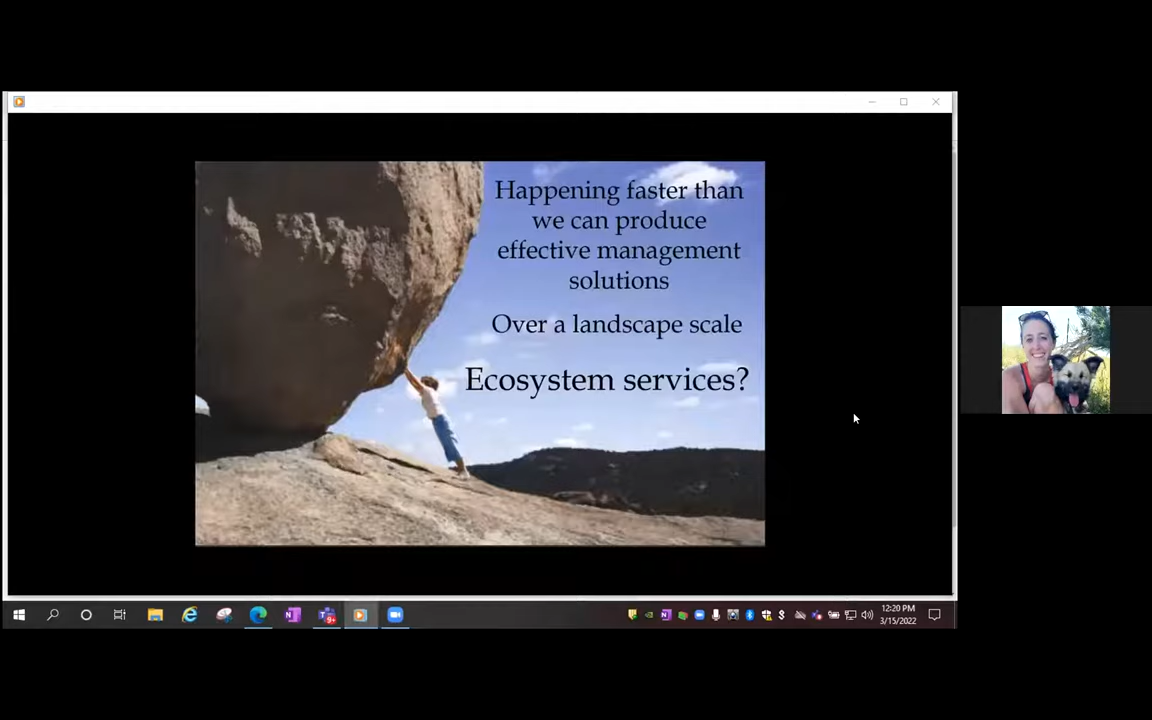 Happening faster than
we can produce
effective management
solutions
Over a landscape scale
Ecosystem services?
12:20 PM
3/15/2022